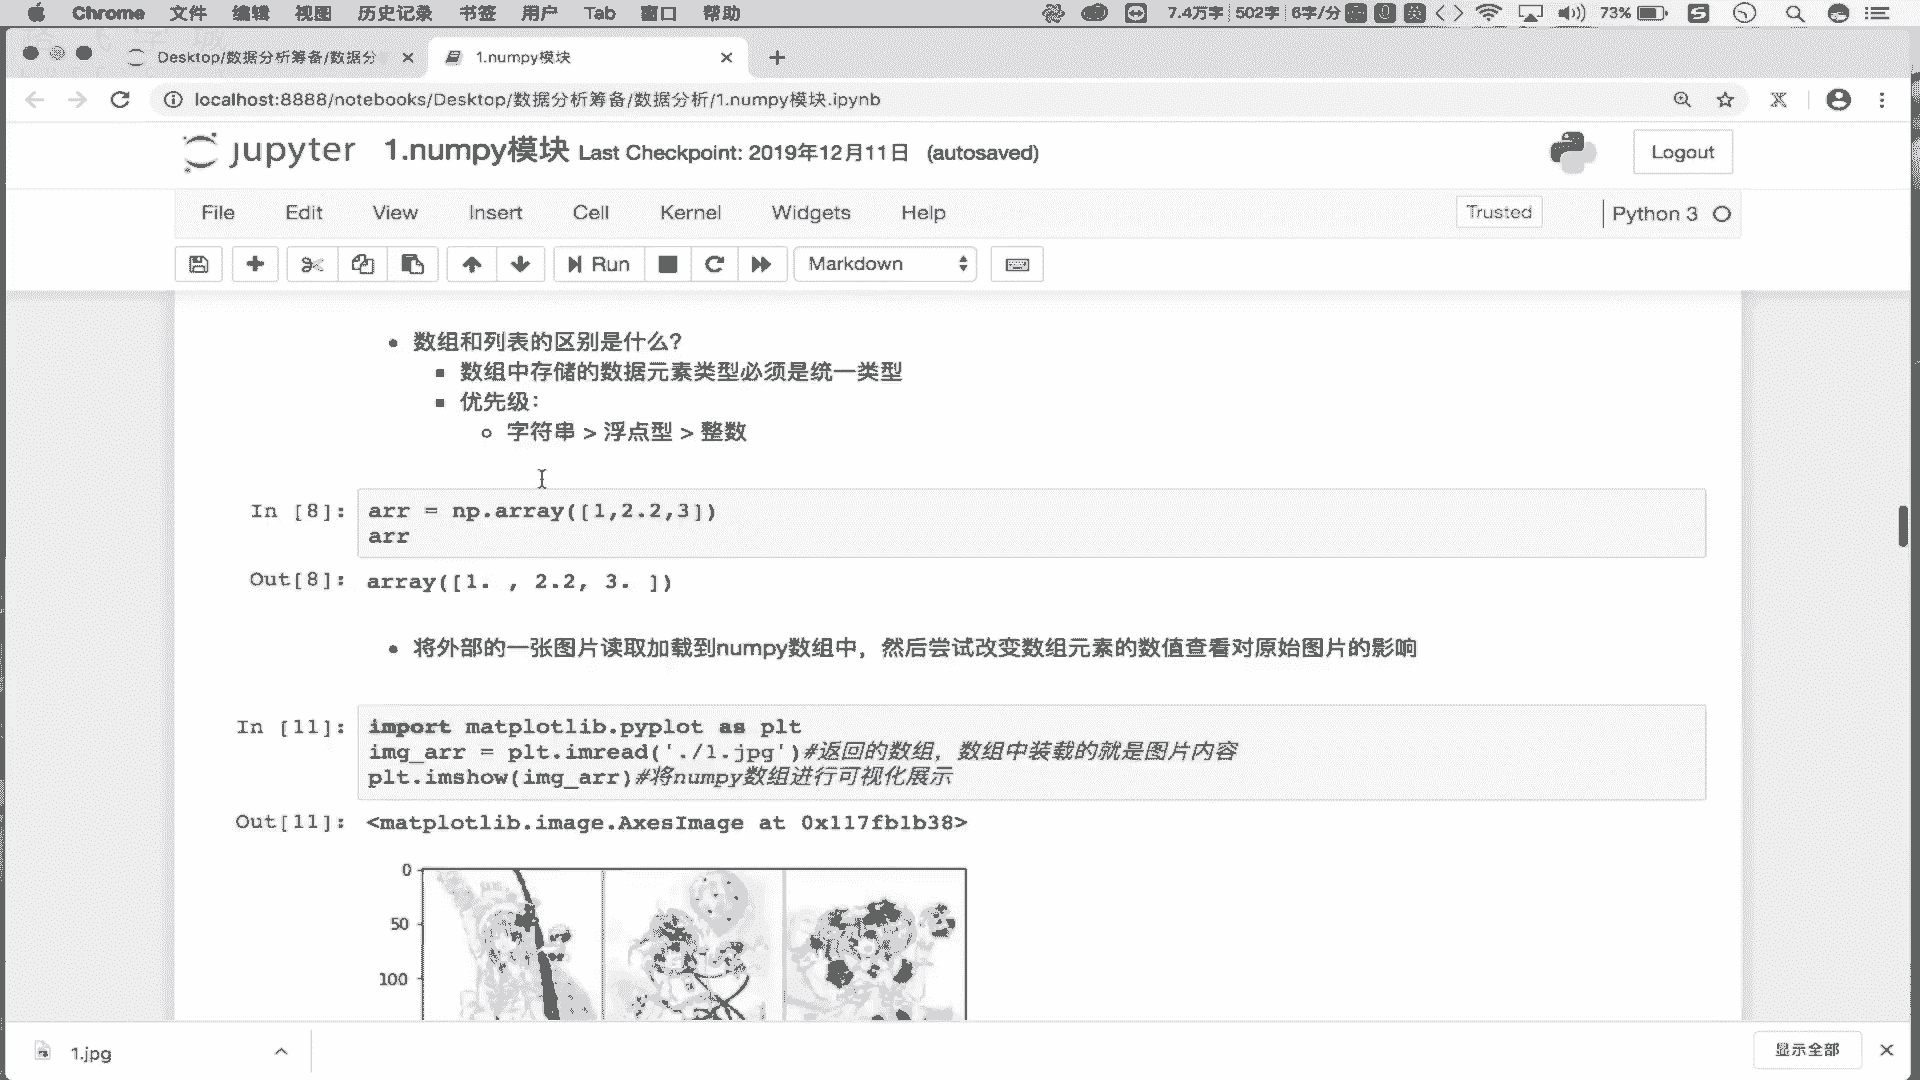 Chrome 文件 编辑 视图 历史记录 书签 用户 Tab 窗口 帮助 7.4万字 502字 6字/分 英 73% S
Desktop/数据分析筹备/数据分 1.numpy模块
localhost:8888/notebooks/Desktop/数据分析筹备/数据分析/1.numpy模块.ipynb
jupyter 1.numpy模块 Last Checkpoint: 2019年12月11日 (autosaved) Logout
File Edit View Insert Cell Kernel Widgets Help Trusted Python 3
Run Markdown
数组和列表的区别是什么?
数组中存储的数据元素类型必须是统一类型
优先级:
字符串 > 浮点型 > 整数
In [8]: arr = np.array([1,2.2,3])
arr
Out[8]: array([1. , 2.2, 3. ])
将外部的一张图片读取加载到numpy数组中，然后尝试改变数组元素的数值查看对原始图片的影响
In [11]: import matplotlib.pyplot as plt
img_arr = plt.imread('./1.jpg')#返回的数组，数组中装载的就是图片内容
plt.imshow(img_arr)#将numpy数组进行可视化展示
Out[11]: <matplotlib.image.AxesImage at 0x117fb1b38>
0
50
100
1.jpg 显示全部